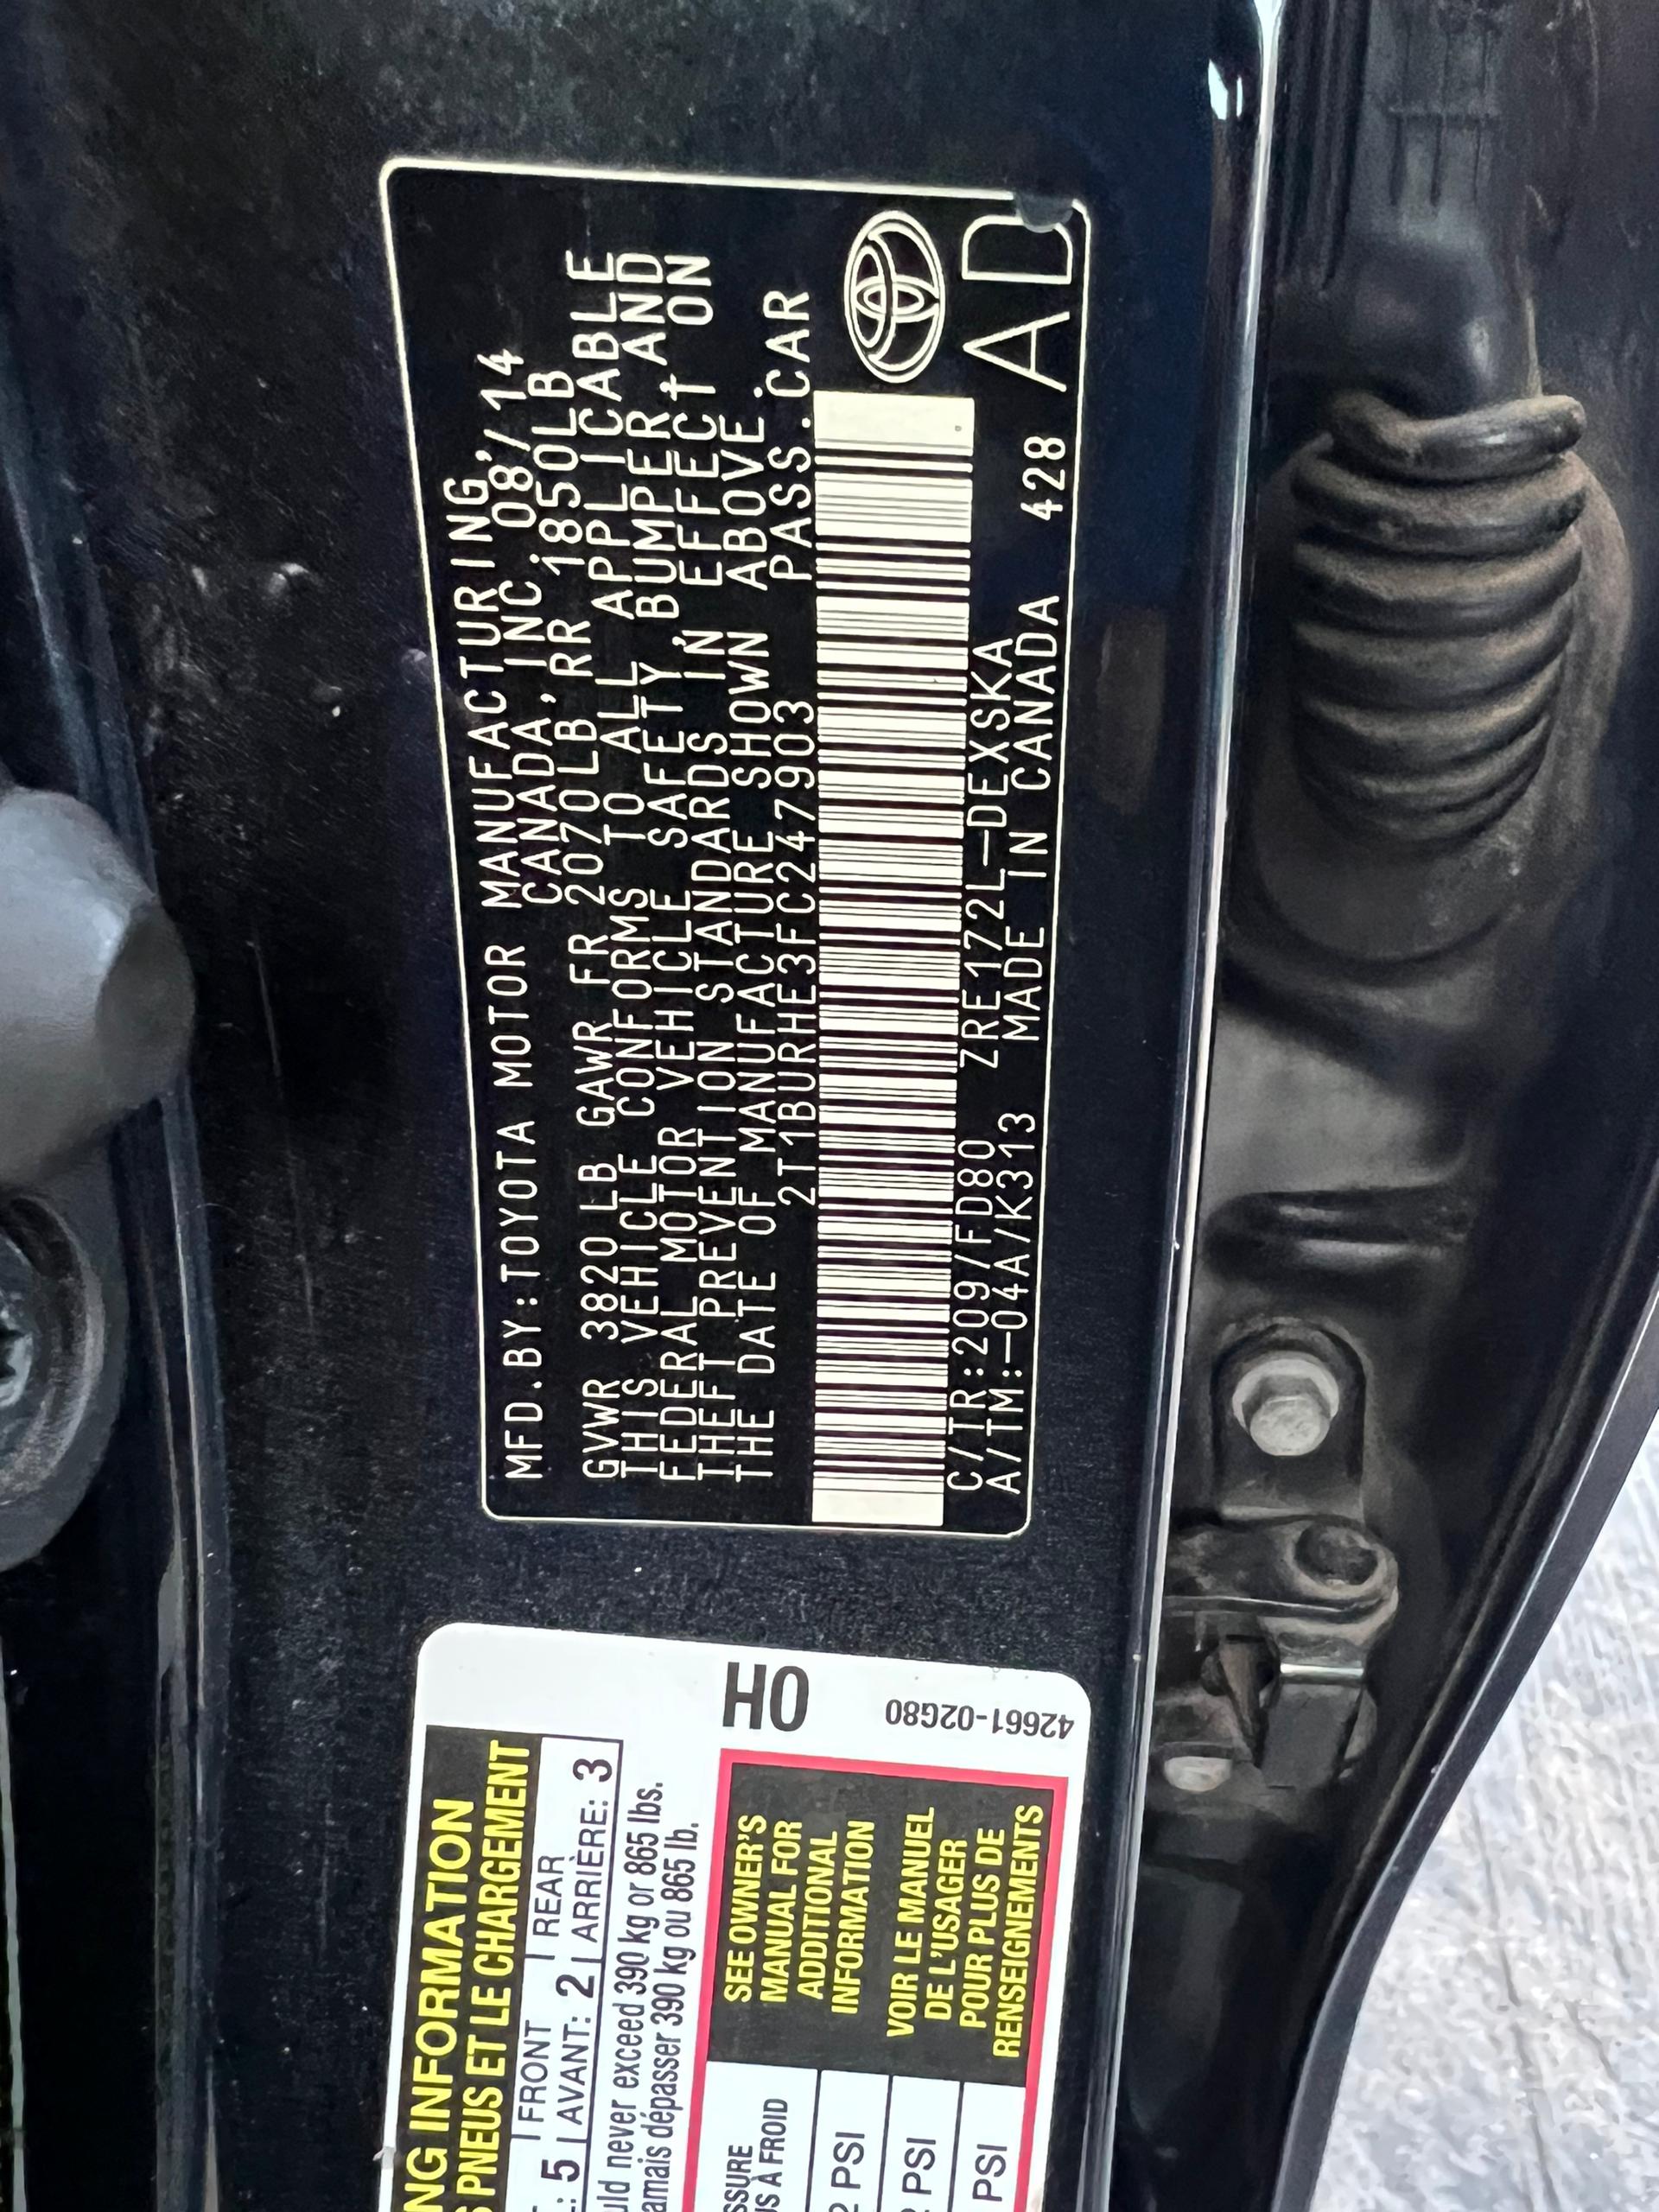 MFD.BY:TOYOTA MOTOR MANUFACTURING,
CANADA, INC. 08/14
GVWR 3820 LB GAWR FR 2070LB, RR 1850LB
THIS VEHICLE CONFORMS TO ALL APPLICABLE
FEDERAL MOTOR VEHICLE SAFETY, BUMPER, AND
THEFT PREVENTION STANDARDS IN EFFECT ON
THE DATE OF MANUFACTURE SHOWN ABOVE.
2T1BURHE3FC247903 PASS.CAR
C/TR:209/FD80 ZRE172L-DEXSKA
A/TM:-04A/K313 MADE IN CANADA 428 AD
INFORMATION
PNEUS ET LE CHARGEMENT
FRONT REAR
5 AVANT: 2 ARRIÈRE: 3
never exceed 390 kg or 865 lbs.
dépasser 390 kg ou 865 lb.
0H
42661-02G80
SEE OWNER'S
MANUAL FOR
ADDITIONAL
INFORMATION
VOIR LE MANUEL
DE L'USAGER
POUR PLUS DE
RENSEIGNEMENTS
À FROID
PSI
PSI
PSI